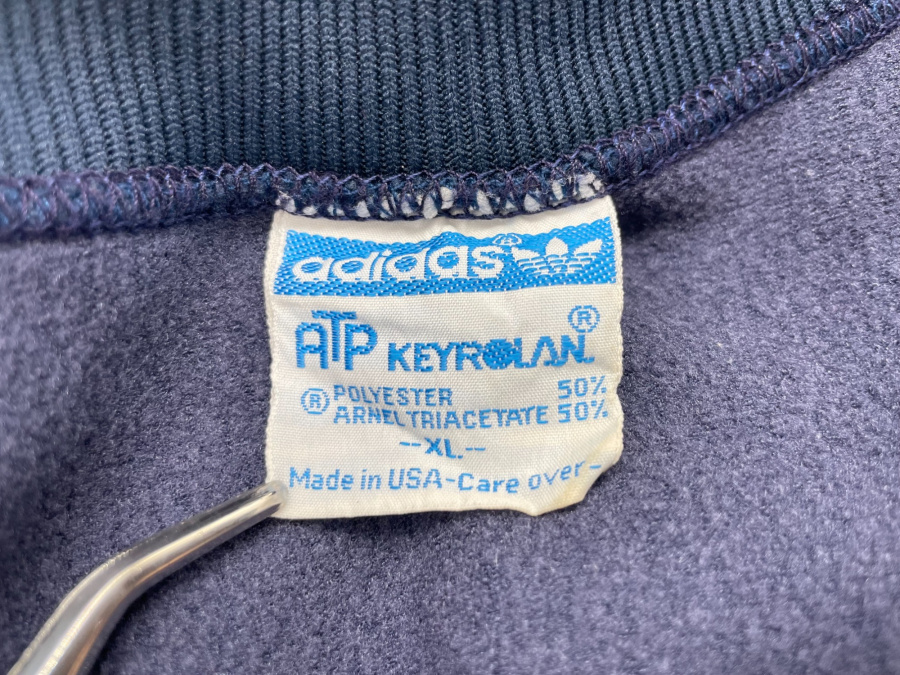 adidas®
ATP KEYROLAN®
® POLYESTER 50%
ARNEL TRIACETATE 50%
--XL--
Made in USA-Care over-